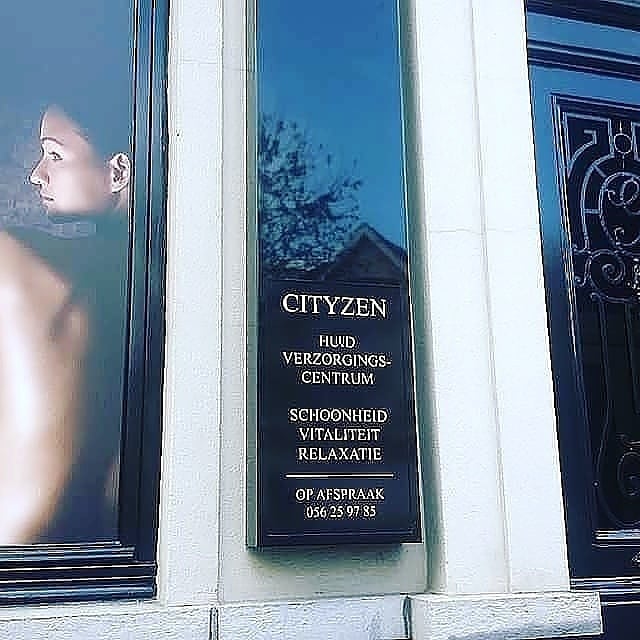 CITYZEN
HUID
VERZORGINGS-
CENTRUM
SCHOONHEID
VITALITEIT
RELAXATIE
OP AFSPRAAK
056 25 97 85